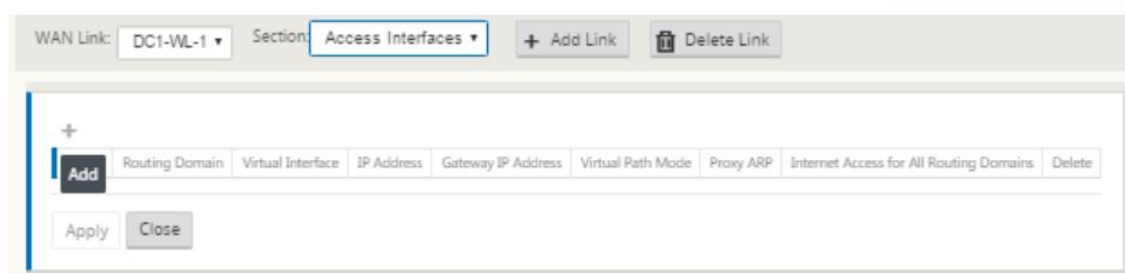 WAN Link: DC1-WL-1 Section: Access Interfaces + Add Link Delete Link
+
Add Routing Domain Virtual Interface IP Address Gateway IP Address Virtual Path Mode Proxy ARP Internet Access for All Routing Domains Delete
Apply Close